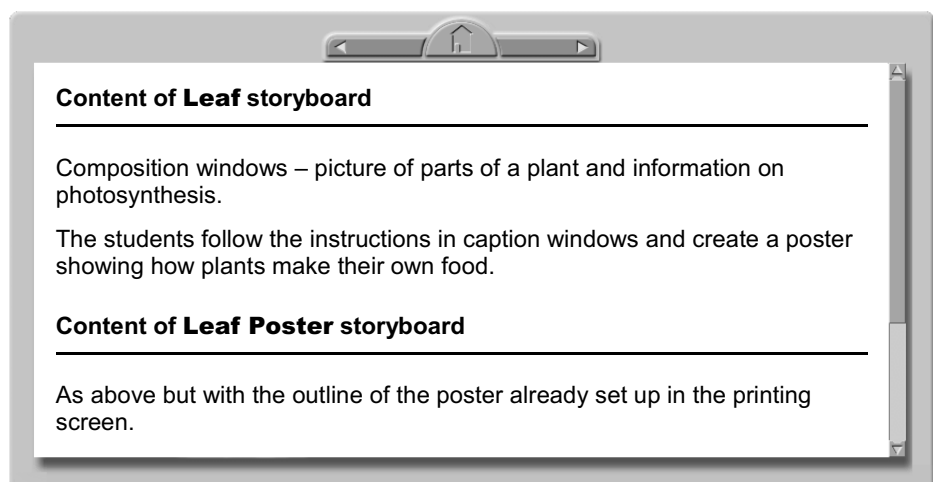 Content of Leaf storyboard
Composition windows – picture of parts of a plant and information on
photosynthesis.
The students follow the instructions in caption windows and create a poster
showing how plants make their own food.
Content of Leaf Poster storyboard
As above but with the outline of the poster already set up in the printing
screen.